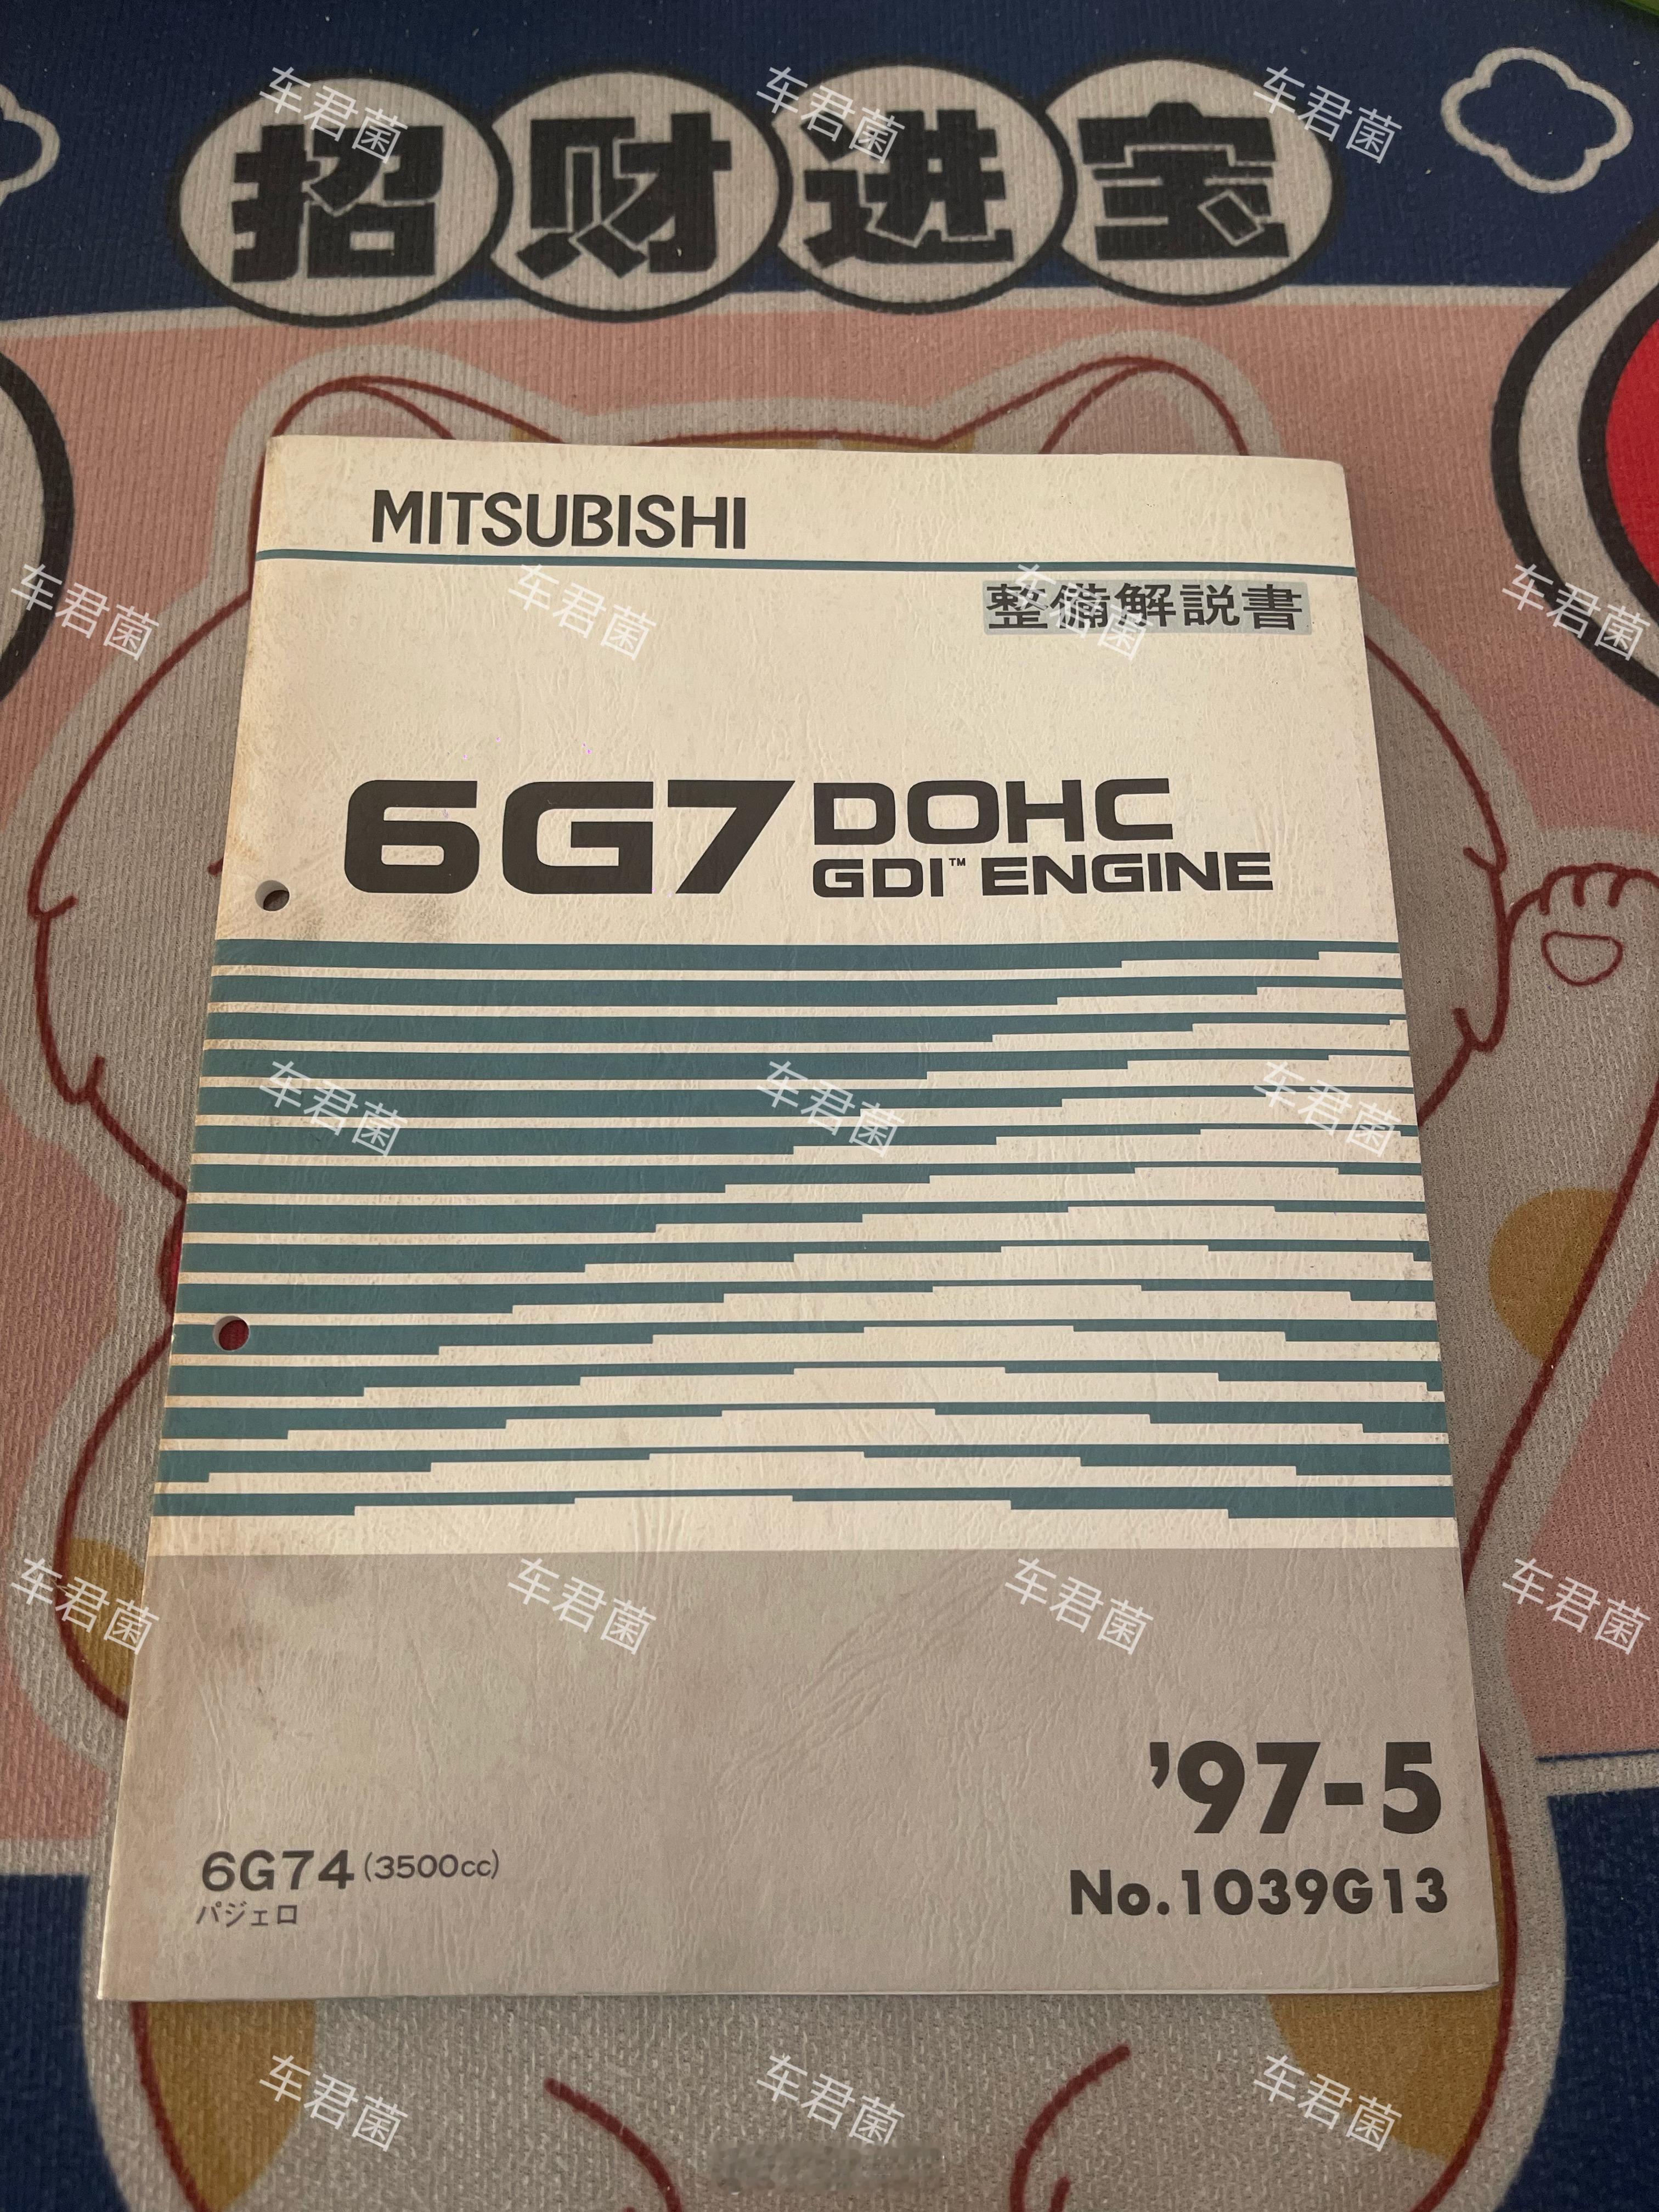 招财进宝
MITSUBISHI
整備解説書
6G7 DOHC
GDI™ ENGINE
'97-5
6G74 (3500cc)
No.1039G13
パジェロ
车君菌